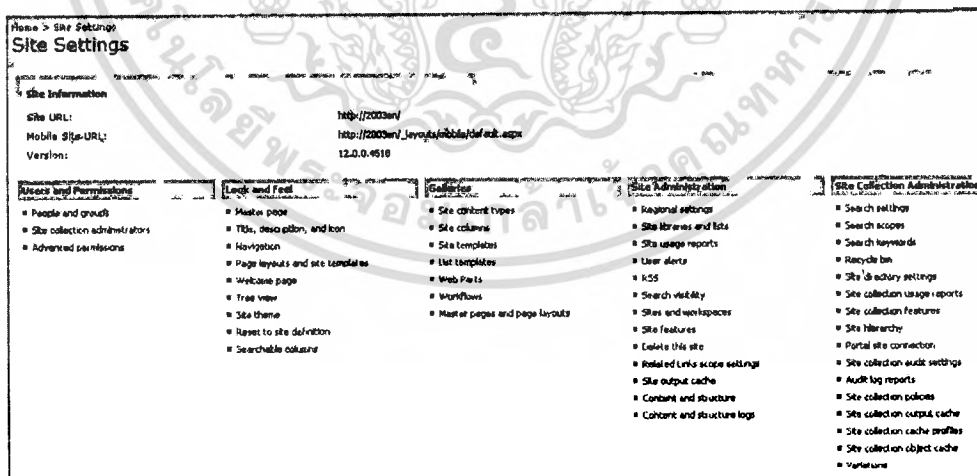 Home > Site Settings
Site Settings
Site Information
Site URL:
http://2003en/
Mobile Site URL:
http://2003en/_layouts/mobile/default.aspx
Version:
12.0.0.4518
Users and Permissions
People and groups
Site collection administrators
Advanced permissions
Look and Feel
Master page
Title, description, and icon
Navigation
Page layouts and site templates
Welcome page
Tree view
Site theme
Reset to site definition
Searchable columns
Galleries
Site content types
Site columns
Site templates
List templates
Web Parts
Workflows
Master pages and page layouts
Site Administration
Regional settings
Site libraries and lists
Site usage reports
User alerts
RSS
Search visibility
Sites and workspaces
Site features
Delete this site
Related Links scope settings
Site output cache
Content and structure
Content and structure logs
Site Collection Administration
Search settings
Search scopes
Search keywords
Recycle bin
Site directory settings
Site collection usage reports
Site collection features
Site hierarchy
Portal site connection
Site collection audit settings
Audit log reports
Site collection policies
Site collection output cache
Site collection cache profiles
Site collection object cache
Variations